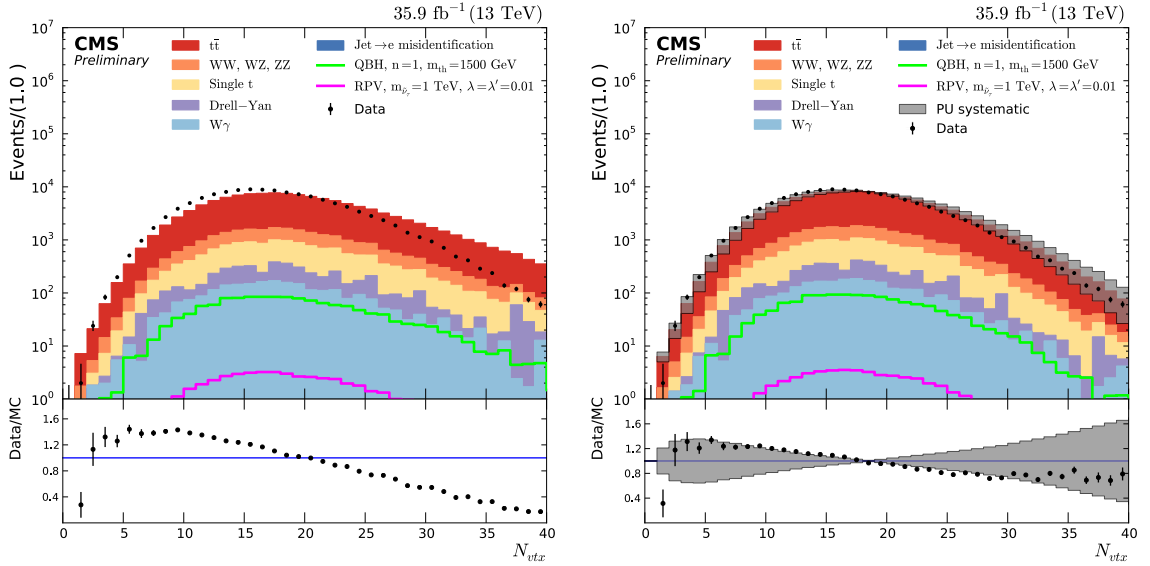 35.9 fb⁻¹ (13 TeV)
CMS
Preliminary
tt̄
WW, WZ, ZZ
Single t
Drell−Yan
Wγ
Jet→e misidentification
QBH, n=1, m_th=1500 GeV
RPV, m_ν̃τ=1 TeV, λ=λ′=0.01
Data
Events/(1.0 )
10⁷
10⁶
10⁵
10⁴
10³
10²
10¹
10⁰
Data/MC
1.6
1.2
0.8
0.4
0 5 10 15 20 25 30 35 40
N_vtx
35.9 fb⁻¹ (13 TeV)
CMS
Preliminary
tt̄
WW, WZ, ZZ
Single t
Drell−Yan
Wγ
Jet→e misidentification
QBH, n=1, m_th=1500 GeV
RPV, m_ν̃τ=1 TeV, λ=λ′=0.01
PU systematic
Data
Events/(1.0 )
10⁷
10⁶
10⁵
10⁴
10³
10²
10¹
10⁰
Data/MC
1.6
1.2
0.8
0.4
0 5 10 15 20 25 30 35 40
N_vtx